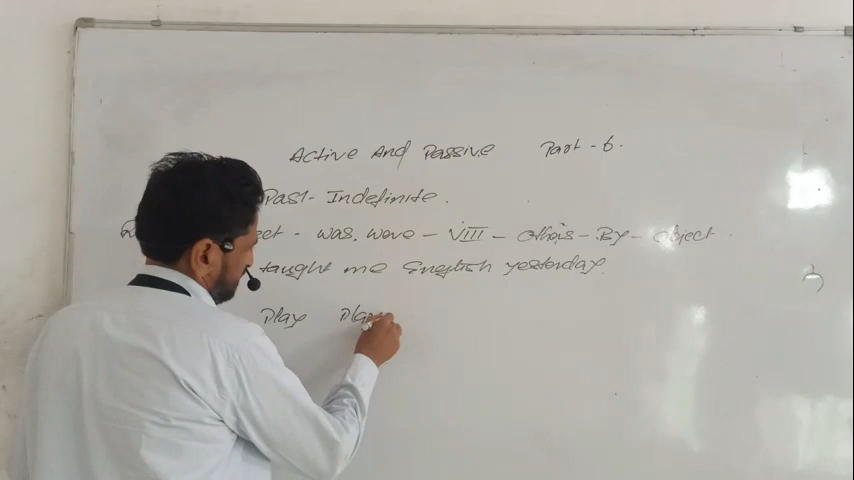 Active And Passive Part - 6.
Past - Indefinite.
ect - was, were - VIII - Others - By - object.
taught me English yesterday.
Play Play